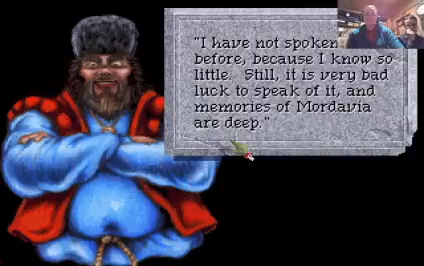 "I have not spoken
before, because I know so
little. Still, it is very bad
luck to speak of it, and
memories of Mordavia
are deep."